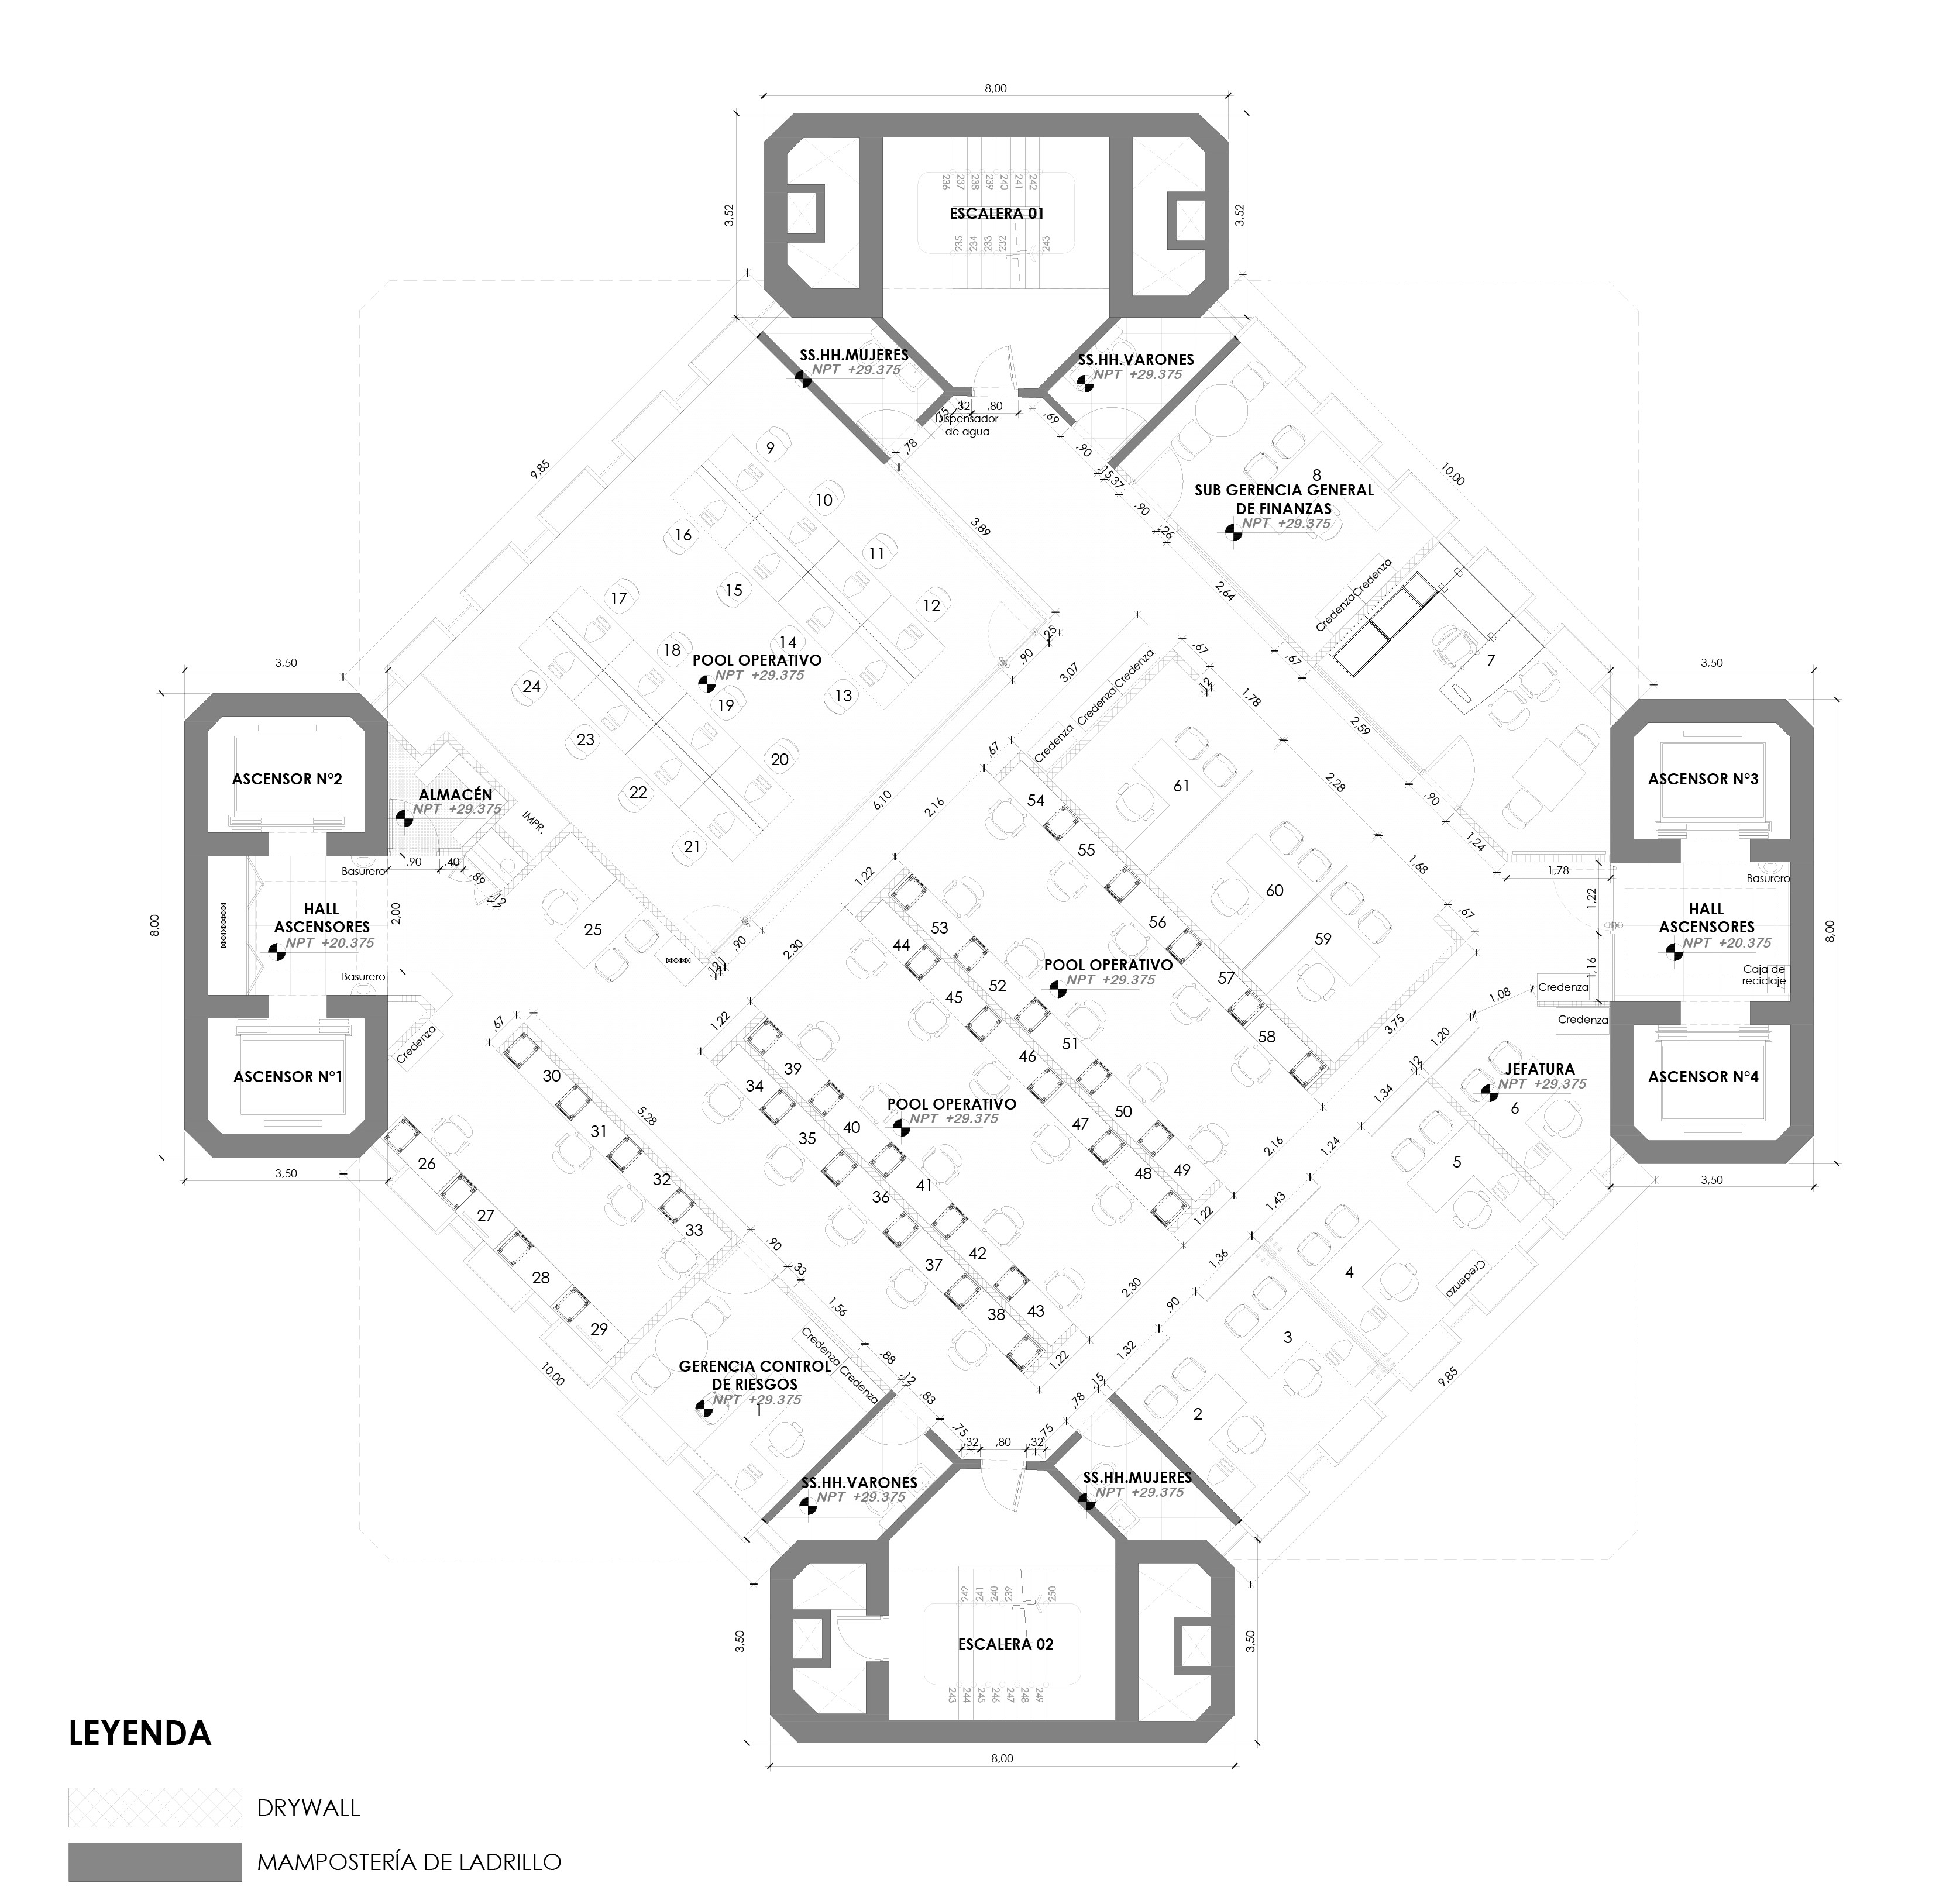 8.00
3,52
236
237
238
239
240
241
242
ESCALERA 01
235
234
233
232
243
3,52
SS.HH.MUJERES
NPT +29.375
SS.HH.VARONES
NPT +29.375
,75
,32
,80
Dispensador
de agua
,78
,69
,90
,15
,37
9,85
10,00
9
10
11
12
16
15
14
13
3,89
,90
,26
8
SUB GERENCIA GENERAL
DE FINANZAS
NPT +29.375
Credenza
Credenza
2,64
,67
7
17
18
19
20
24
23
22
21
POOL OPERATIVO
NPT +29.375
,25
,90
3,07
6,10
2,16
Credenza
Credenza
Credenza
,67
,12
,67
1,78
2,28
1,68
,67
2,59
,90
1,24
3,50
8,00
ASCENSOR N°2
ALMACÉN
NPT +29.375
IMPR.
Basurero
,90
,40
,89
,12
HALL
ASCENSORES
NPT +20.375
2,00
Basurero
Credenza
ASCENSOR N°1
3,50
25
,12
,90
2,30
3,50
ASCENSOR N°3
1,78
1,22
Basurero
HALL
ASCENSORES
NPT +20.375
8,00
1,16
Caja de
reciclaje
Credenza
Credenza
ASCENSOR N°4
3,50
54
55
56
57
58
61
60
59
3,75
1,22
53
52
51
50
49
44
45
46
47
48
POOL OPERATIVO
NPT +29.375
2,16
1,22
1,22
39
40
41
42
43
34
35
36
37
38
POOL OPERATIVO
NPT +29.375
2,30
1,22
,67
30
31
32
33
5,28
26
27
28
29
10,00
,90
,33
1,56
,88
,12
,83
,75
Credenza
Credenza
GERENCIA CONTROL
DE RIESGOS
NPT +29.375
1
1,08
1,20
,12
1,34
1,24
1,43
1,36
,90
1,32
,15
,78
,75
JEFATURA
NPT +29.375
6
5
4
3
2
Credenza
9,85
,32
,80
,32
SS.HH.VARONES
NPT +29.375
SS.HH.MUJERES
NPT +29.375
3,50
242
241
240
239
250
ESCALERA 02
243
244
245
246
247
248
249
3,50
8,00
LEYENDA
DRYWALL
MAMPOSTERÍA DE LADRILLO